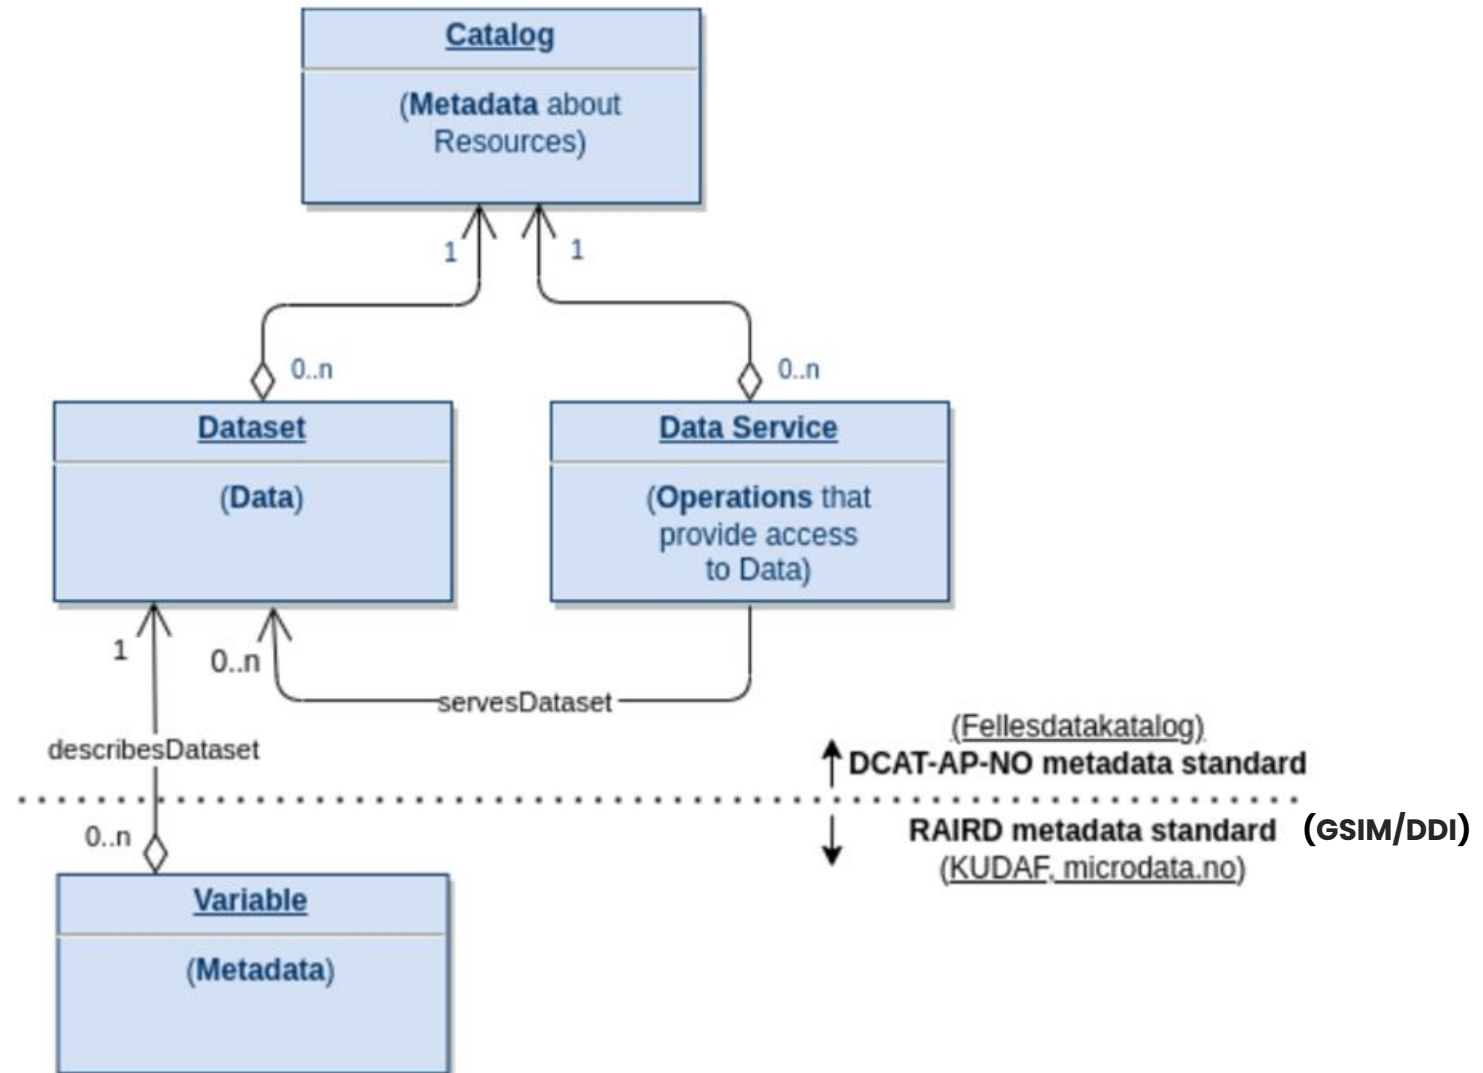 Catalog
(Metadata about
Resources)
1
1
0..n
0..n
Dataset
(Data)
Data Service
(Operations that
provide access
to Data)
1
0..n
servesDataset
describesDataset
(Fellesdatakatalog)
DCAT-AP-NO metadata standard
0..n
RAIRD metadata standard (GSIM/DDI)
(KUDAF, microdata.no)
Variable
(Metadata)